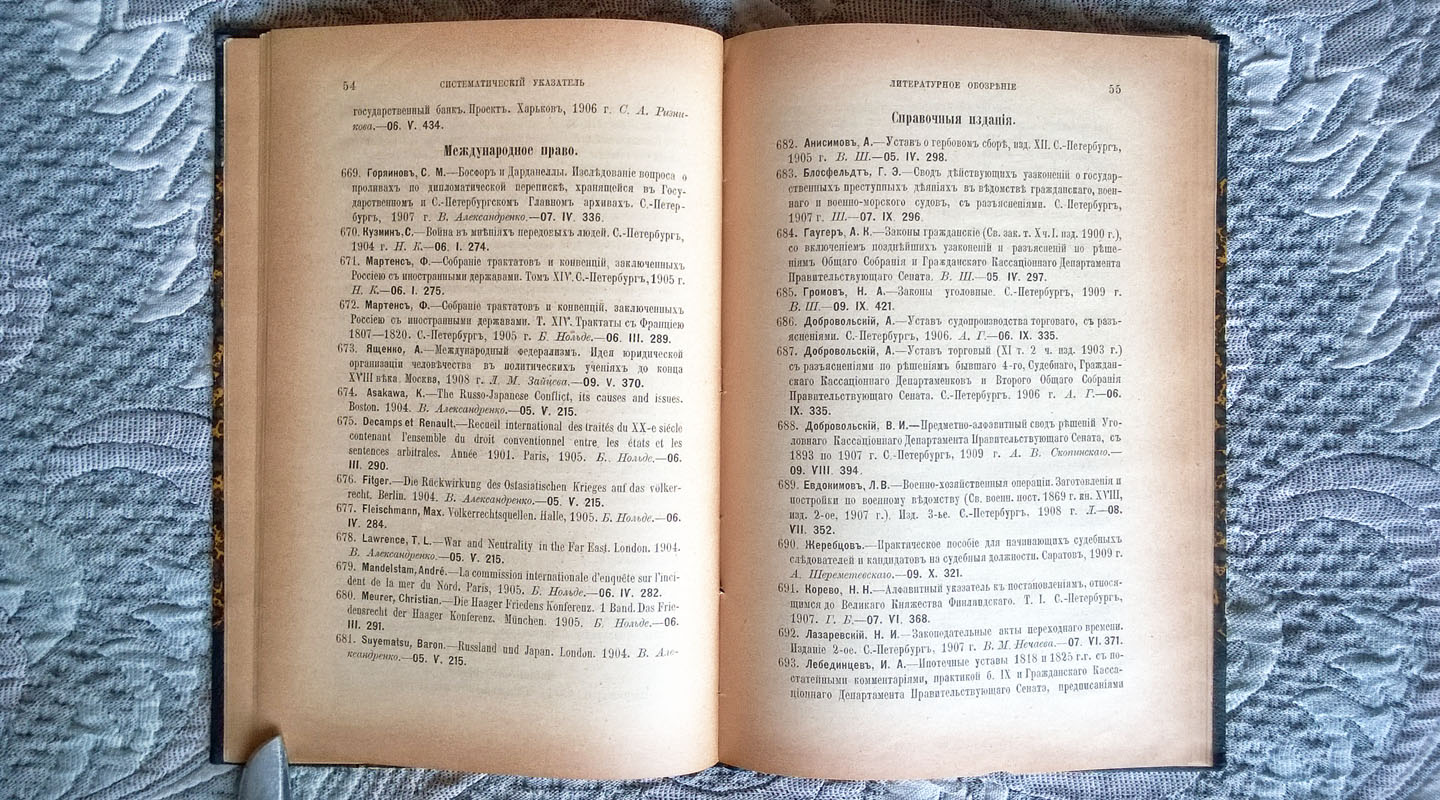 54
СИСТЕМАТИЧЕСКІЙ УКАЗАТЕЛЬ
государственный банкъ. Проектъ. Харьковъ, 1906 г. С. А. Ризни-
кова.—06. V. 434.
Международное право.
669. Горяиновъ, С. М.—Босфоръ и Дарданеллы. Изслѣдованіе вопроса о
проливахъ по дипломатической перепискѣ, хранящейся въ Госу-
дарственномъ и С.-Петербургскомъ Главномъ архивахъ. С.-Петер-
бургъ, 1907 г. В. Александренко.—07. IV. 336.
670. Кузминъ, С.—Война въ мнѣніяхъ передовыхъ людей. С.-Петербургъ,
1904 г. Н. К.—06. I. 274.
671. Мартенсъ, Ф.—Собраніе трактатовъ и конвенцій, заключенныхъ
Россіею съ иностранными державами. Томъ XIV. С.-Петербургъ, 1905 г.
Н. К.—06. I. 275.
672. Мартенсъ, Ф.—Собраніе трактатовъ и конвенцій, заключенныхъ
Россіею съ иностранными державами. Т. XIV. Трактаты съ Франціею
1807—1820. С.-Петербургъ, 1905 г. Б. Нольде.—06. III. 289.
673. Ященко, А.—Международный федерализмъ. Идея юридической
организаціи человѣчества въ политическихъ ученіяхъ до конца
XVIII вѣка. Москва, 1908 г. Л. М. Зайцева.—09. V. 370.
674. Asakawa, K.—The Russo-Japanese Conflict, its causes and issues.
Boston. 1904. В. Александренко.—05. V. 215.
675. Decamps et Renault.—Recueil international des traités du XX-e siécle
contenant l'ensemble du droit conventionnel entre les états et les
sentences arbitrales. Année 1901. Paris, 1905. Б. Нольде.—06.
III. 290.
676. Fitger.—Die Rückwirkung des Ostasiatischen Krieges auf das völker-
recht. Berlin. 1904. В. Александренко.—05. V. 215.
677. Fleischmann, Max. Völkerrechtsquellen. Halle, 1905. Б. Нольде.—06.
IV. 284.
678. Lawrence, T. L.—War and Neutrality in the Far East. London. 1904.
В. Александренко.—05. V. 215.
679. Mandelstam, André.—La commission internationale d'enquête sur l'inci-
dent de la mer du Nord. Paris, 1905. Б. Нольде.—06. IV. 282.
680. Meurer, Christian.—Die Haager Friedens Konferenz. 1 Band. Das Frie-
densrecht der Haager Konferenz. München. 1905. Б. Нольде.—06.
III. 291.
681. Suyematsu, Baron.—Russland und Japan. London. 1904. В. Але-
ксандренко.—05. V. 215.
ЛИТЕРАТУРНОЕ ОБОЗРѢНІЕ
55
Справочныя изданія.
682. Анисимовъ, А.—Уставъ о гербовомъ сборѣ, изд. XII. С.-Петербургъ,
1905 г. В. Ш.—05. IV. 298.
683. Блосфельдтъ, Г. Э.—Сводъ дѣйствующихъ узаконеній о государ-
ственныхъ преступныхъ дѣяніяхъ въ вѣдомствѣ гражданскаго, воен-
наго и военно-морского судовъ, съ разъясненіями. С.-Петербургъ,
1907 г. Ш.—07. IX. 296.
684. Гаугеръ, А. К.—Законы гражданскіе (Св. зак. т. X ч. I. изд. 1900 г.),
со включеніемъ позднѣйшихъ узаконеній и разъясненій по рѣше-
ніямъ Общаго Собранія и Гражданскаго Кассаціоннаго Департамента
Правительствующаго Сената. В. Ш.—05. IV. 297.
685. Громовъ, Н. А.—Законы уголовные. С.-Петербургъ, 1909 г.
В. Ш.—09. IX. 421.
686. Добровольскій, А.—Уставъ судопроизводства торговаго, съ разъ-
ясненіями. С.-Петербургъ, 1906. А. Г.—06. IX. 335.
687. Добровольскій, А.—Уставъ торговый (XI т. 2 ч. изд. 1903 г.)
съ разъясненіями по рѣшеніямъ бывшаго 4-го, Судебнаго, Граждан-
скаго Кассаціоннаго Департаментовъ и Второго Общаго Собранія
Правительствующаго Сената. С.-Петербургъ. 1906 г. А. Г.—06.
IX. 335.
688. Добровольскій, В. И.—Предметно-алфавитный сводъ рѣшеній Уго-
ловнаго Кассаціоннаго Департамента Правительствующаго Сената, съ
1893 по 1907 г. С.-Петербургъ, 1909 г. А. В. Скопинскаго.—
09. VIII. 394.
689. Евдокимовъ, Л. В.—Военно-хозяйственныя операціи. Заготовленія и
постройки по военному вѣдомству (Св. военн. пост. 1869 г. кн. XVIII,
изд. 2-ое, 1907 г.). Изд. 3-ье. С.-Петербургъ, 1908 г. Л.—08.
VII. 352.
690. Жеребцовъ.—Практическое пособіе для начинающихъ судебныхъ
слѣдователей и кандидатовъ на судебныя должности. Саратовъ, 1909 г.
А. Шереметевскаго.—09. X. 321.
691. Корево, Н. Н.—Алфавитный указатель къ постановленіямъ, относя-
щимся до Великаго Княжества Финляндскаго. Т. I. С.-Петербургъ,
1907. Г. Б.—07. VI. 368.
692. Лазаревскій. Н. И.—Законодательные акты переходнаго времени.
Изданіе 2-ое. С.-Петербургъ, 1907 г. В. М. Нечаева.—07. VI. 371.
693. Лебединцевъ, И. А.—Ипотечные уставы 1818 и 1825 г.г. съ по-
статейными комментаріями, практикой б. IX и Гражданскаго Касса-
ціоннаго Департамента Правительствующаго Сената, предписаніями